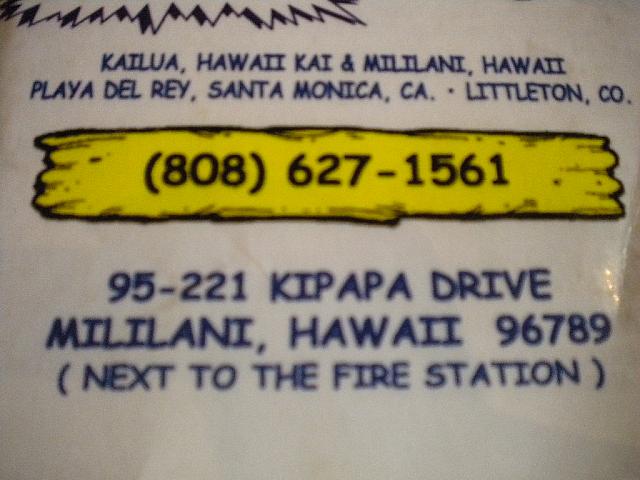 KAILUA, HAWAII KAI & MILILANI, HAWAII
PLAYA DEL REY, SANTA MONICA, CA. · LITTLETON, CO.
(808) 627-1561
95-221 KIPAPA DRIVE
MILILANI, HAWAII 96789
( NEXT TO THE FIRE STATION )